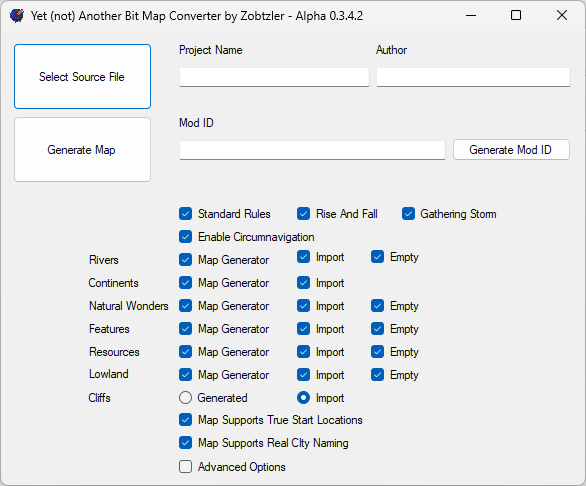 Yet (not) Another Bit Map Converter by Zobtzler - Alpha 0.3.4.2
Select Source File
Project Name Author
Generate Map
Mod ID
Generate Mod ID
Standard Rules Rise And Fall Gathering Storm
Enable Circumnavigation
Rivers Map Generator Import Empty
Continents Map Generator Import
Natural Wonders Map Generator Import Empty
Features Map Generator Import Empty
Resources Map Generator Import Empty
Lowland Map Generator Import Empty
Cliffs Generated Import
Map Supports True Start Locations
Map Supports Real CIty Naming
Advanced Options